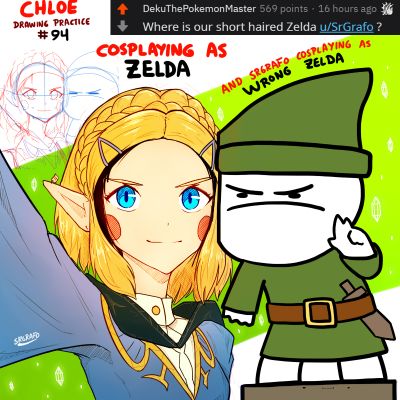 CHLOE
DRAWING PRACTICE
#94
DekuThePokemonMaster 569 points · 16 hours ago
Where is our short haired Zelda u/SrGrafo ?
COSPLAYING AS
ZELDA
AND SRGRAFO COSPLAYING AS
WRONG ZELDA
SRGRAFO